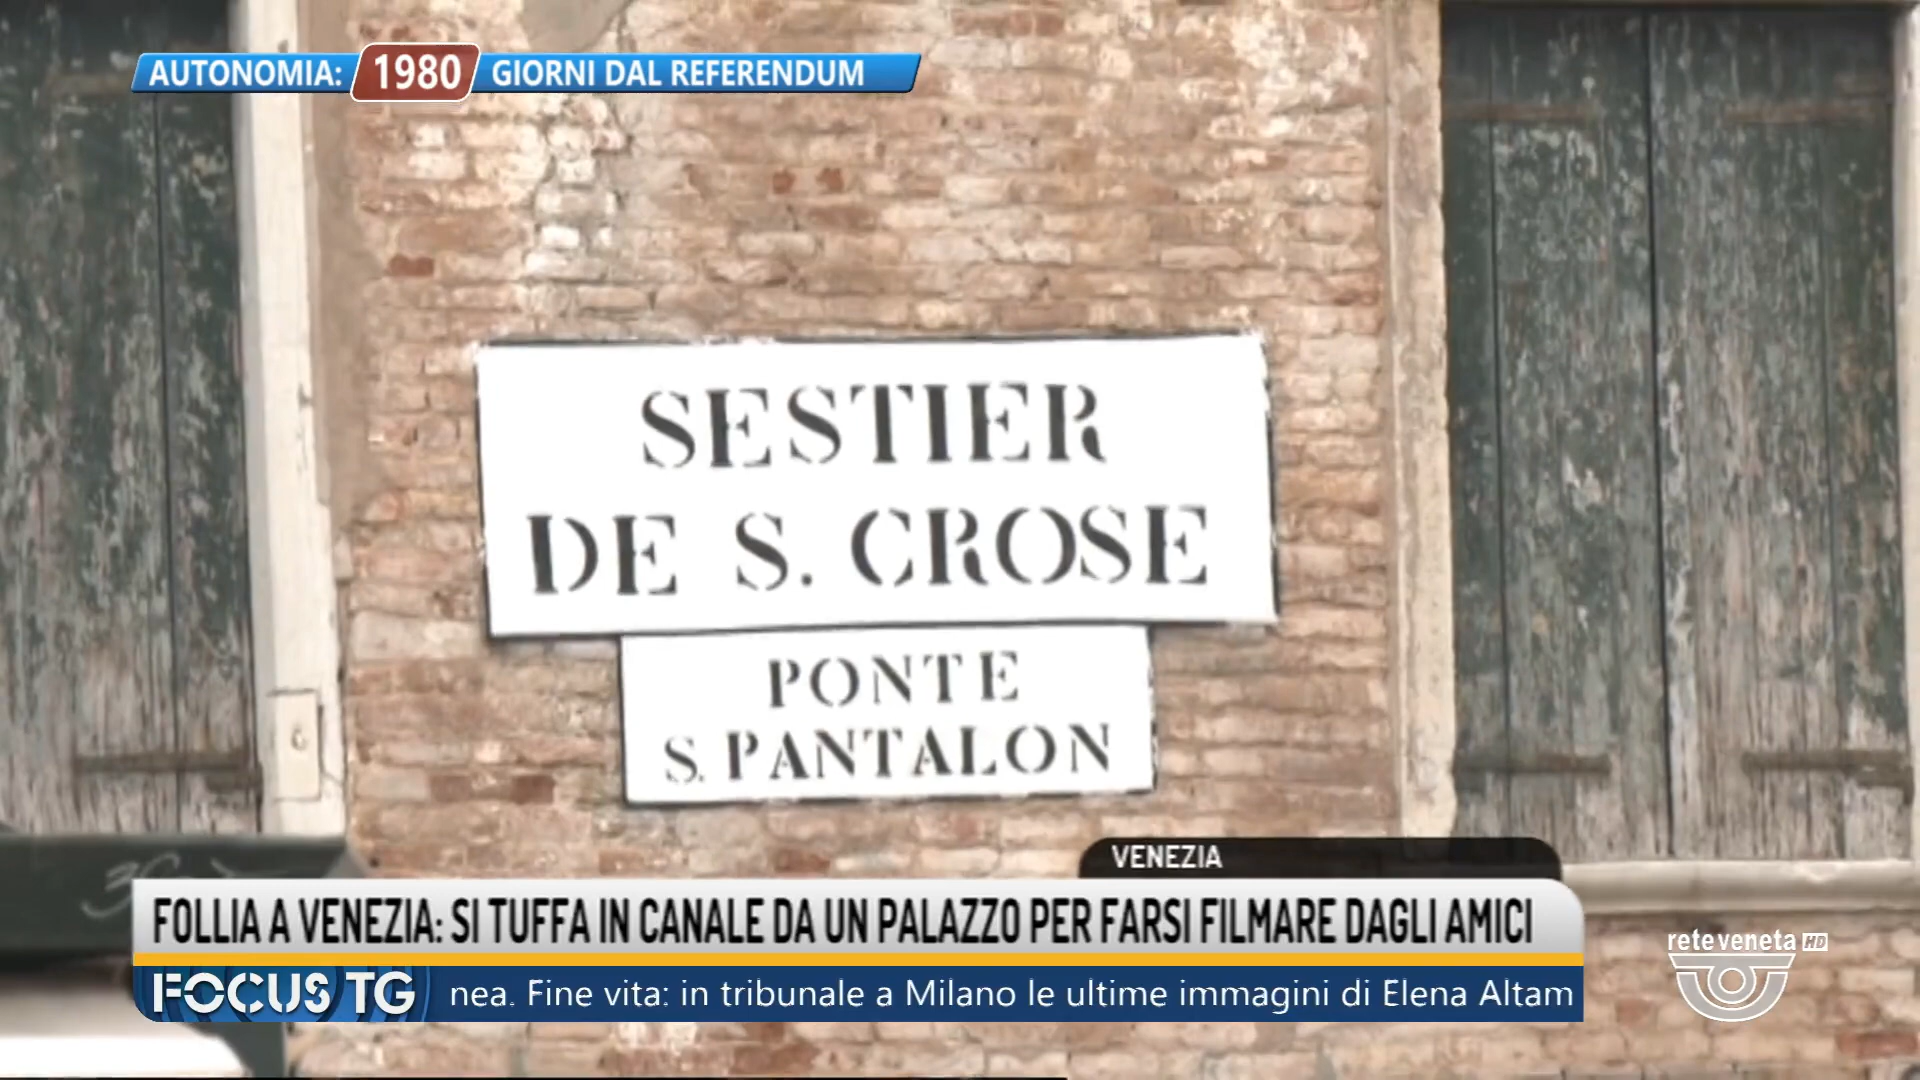 AUTONOMIA: 1980 GIORNI DAL REFERENDUM
SESTIER
DE S. CROSE
PONTE
S. PANTALON
VENEZIA
FOLLIA A VENEZIA: SI TUFFA IN CANALE DA UN PALAZZO PER FARSI FILMARE DAGLI AMICI
reteveneta HD
FOCUS TG nea. Fine vita: in tribunale a Milano le ultime immagini di Elena Altam